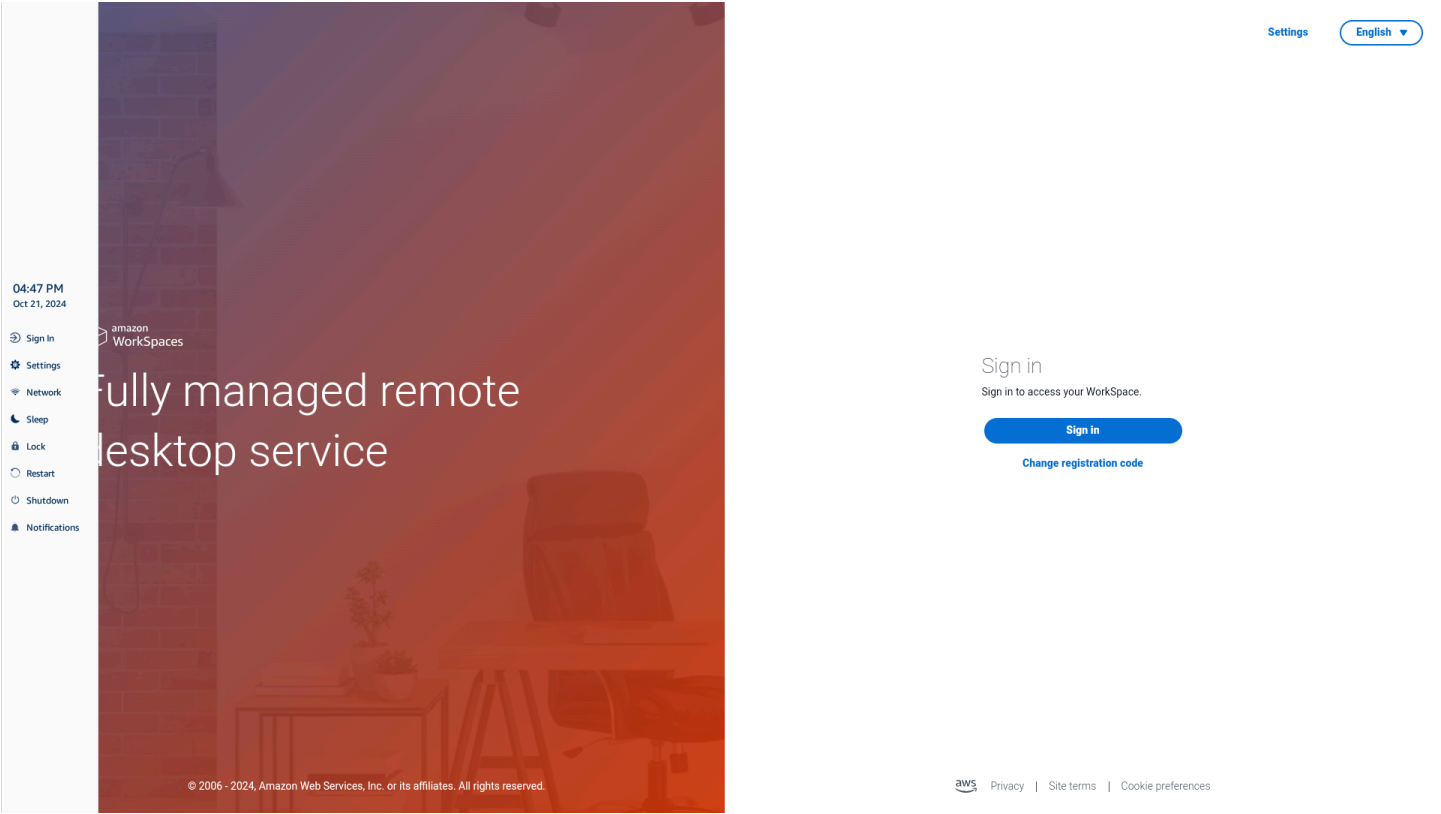 04:47 PM
Oct 21, 2024
Sign In
Settings
Network
Sleep
Lock
Restart
Shutdown
Notifications
amazon
WorkSpaces
Fully managed remote
desktop service
© 2006 - 2024, Amazon Web Services, Inc. or its affiliates. All rights reserved.
Settings
English
Sign in
Sign in to access your WorkSpace.
Sign in
Change registration code
aws Privacy | Site terms | Cookie preferences